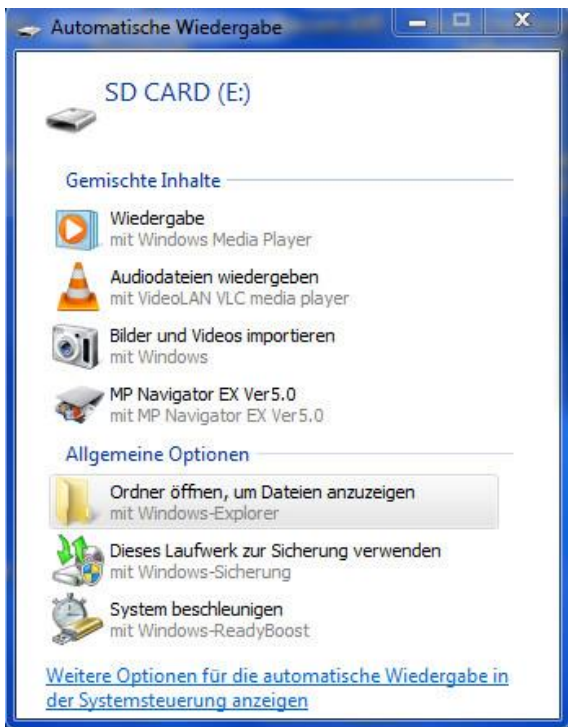 Automatische Wiedergabe
SD CARD (E:)
Gemischte Inhalte
Wiedergabe
mit Windows Media Player
Audiodateien wiedergeben
mit VideoLAN VLC media player
Bilder und Videos importieren
mit Windows
MP Navigator EX Ver5.0
mit MP Navigator EX Ver5.0
Allgemeine Optionen
Ordner öffnen, um Dateien anzuzeigen
mit Windows-Explorer
Dieses Laufwerk zur Sicherung verwenden
mit Windows-Sicherung
System beschleunigen
mit Windows-ReadyBoost
Weitere Optionen für die automatische Wiedergabe in
der Systemsteuerung anzeigen